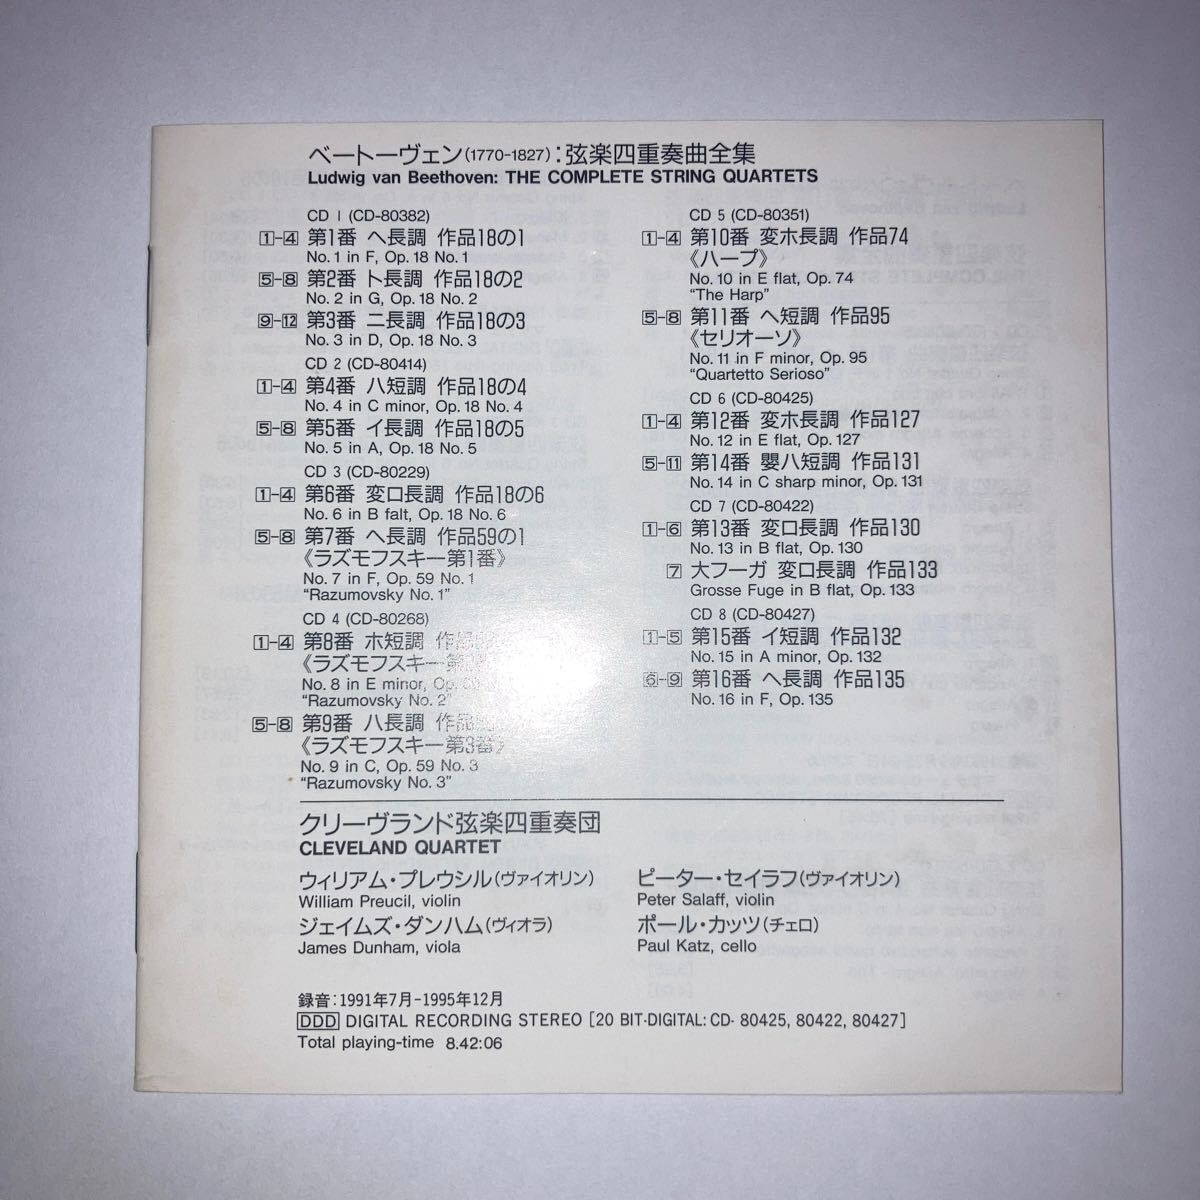 ベートーヴェン(1770-1827):弦楽四重奏曲全集
Ludwig van Beethoven: THE COMPLETE STRING QUARTETS
CD 1 (CD-80382)
1-4 第1番 ヘ長調 作品18の1
No.1 in F, Op.18 No.1
5-8 第2番 ト長調 作品18の2
No.2 in G, Op.18 No.2
9-12 第3番 ニ長調 作品18の3
No.3 in D, Op.18 No.3
CD 2 (CD-80414)
1-4 第4番 ハ短調 作品18の4
No.4 in C minor, Op.18 No.4
5-8 第5番 イ長調 作品18の5
No.5 in A, Op.18 No.5
CD 3 (CD-80229)
1-4 第6番 変ロ長調 作品18の6
No.6 in B falt, Op.18 No.6
5-8 第7番 ヘ長調 作品59の1
《ラズモフスキー第1番》
No.7 in F, Op.59 No.1
"Razumovsky No.1"
CD 4 (CD-80268)
1-4 第8番 ホ短調
《ラズモフスキー
No.8 in E minor,
"Razumovsky No.2"
5-8 第9番 ハ長調 作品
《ラズモフスキー第3番》
No.9 in C, Op.59 No.3
"Razumovsky No.3"
CD 5 (CD-80351)
1-4 第10番 変ホ長調 作品74
《ハープ》
No.10 in E flat, Op.74
"The Harp"
5-8 第11番 ヘ短調 作品95
《セリオーソ》
No.11 in F minor, Op.95
"Quartetto Serioso"
CD 6 (CD-80425)
1-4 第12番 変ホ長調 作品127
No.12 in E flat, Op.127
5-11 第14番 嬰ハ短調 作品131
No.14 in C sharp minor, Op.131
CD 7 (CD-80422)
1-6 第13番 変ロ長調 作品130
No.13 in B flat, Op.130
7 大フーガ 変ロ長調 作品133
Grosse Fuge in B flat, Op.133
CD 8 (CD-80427)
1-5 第15番 イ短調 作品132
No.15 in A minor, Op.132
6-9 第16番 ヘ長調 作品135
No.16 in F, Op.135
クリーヴランド弦楽四重奏団
CLEVELAND QUARTET
ウィリアム・プレウシル(ヴァイオリン)
William Preucil, violin
ジェイムズ・ダンハム(ヴィオラ)
James Dunham, viola
ピーター・セイラフ(ヴァイオリン)
Peter Salaff, violin
ポール・カッツ(チェロ)
Paul Katz, cello
録音:1991年7月-1995年12月
DDD DIGITAL RECORDING STEREO [20 BIT-DIGITAL: CD- 80425, 80422, 80427]
Total playing-time 8.42:06